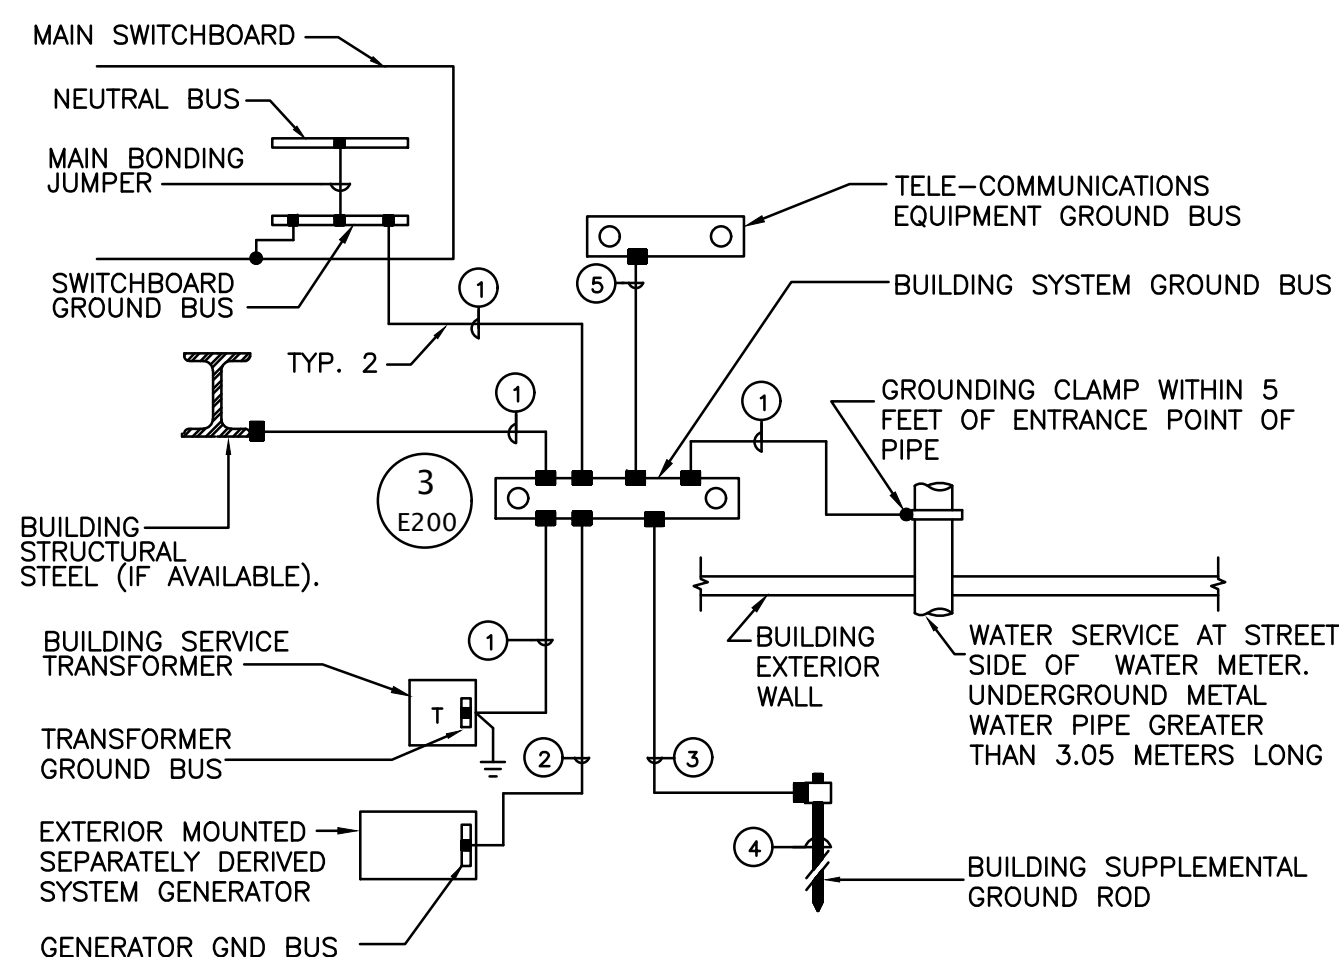 MAIN SWITCHBOARD
NEUTRAL BUS
MAIN BONDING
JUMPER
SWITCHBOARD
GROUND BUS
TELE-COMMUNICATIONS
EQUIPMENT GROUND BUS
5
1
BUILDING SYSTEM GROUND BUS
TYP. 2
1
1
GROUNDING CLAMP WITHIN 5
FEET OF ENTRANCE POINT OF
PIPE
3
E200
BUILDING
STRUCTURAL
STEEL (IF AVAILABLE).
BUILDING SERVICE
TRANSFORMER
1
T
TRANSFORMER
GROUND BUS
BUILDING
EXTERIOR
WALL
WATER SERVICE AT STREET
SIDE OF WATER METER.
UNDERGROUND METAL
WATER PIPE GREATER
THAN 3.05 METERS LONG
2
3
EXTERIOR MOUNTED
SEPARATELY DERIVED
SYSTEM GENERATOR
4
BUILDING SUPPLEMENTAL
GROUND ROD
GENERATOR GND BUS